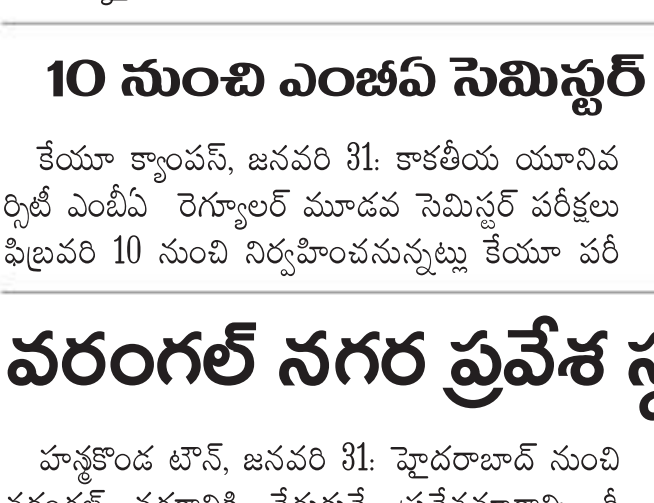 10 నుంచి ఎంబీఏ సెమిస్టర్
కేయూ క్యాంపస్, జనవరి 31: కాకతీయ యూనివ
ర్సిటీ ఎంబీఏ రెగ్యూలర్ మూడవ సెమిస్టర్ పరీక్షలు
ఫిబ్రవరి 10 నుంచి నిర్వహించనున్నట్లు కేయూ పరీ
వరంగల్ నగర ప్రవేశ
హన్మకొండ టౌన్, జనవరి 31: హైదరాబాద్ నుంచి